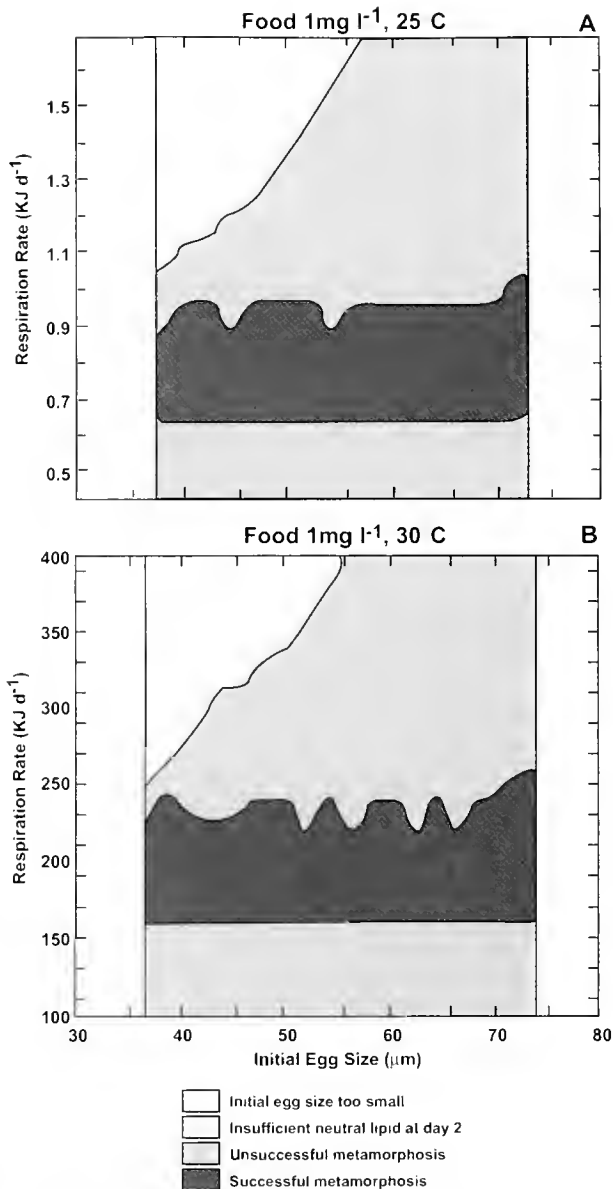 Food 1mg l-1, 25 C
A
1.5
1.3
1.1
0.9
0.7
0.5
Respiration Rate (KJ d-1)
Food 1mg l-1, 30 C
B
400
350
300
250
200
150
100
Respiration Rate (KJ d-1)
30 40 50 60 70 80
Initial Egg Size (μm)
Initial egg size too small
Insufficient neutral lipid at day 2
Unsuccessful metamorphosis
Successful metamorphosis